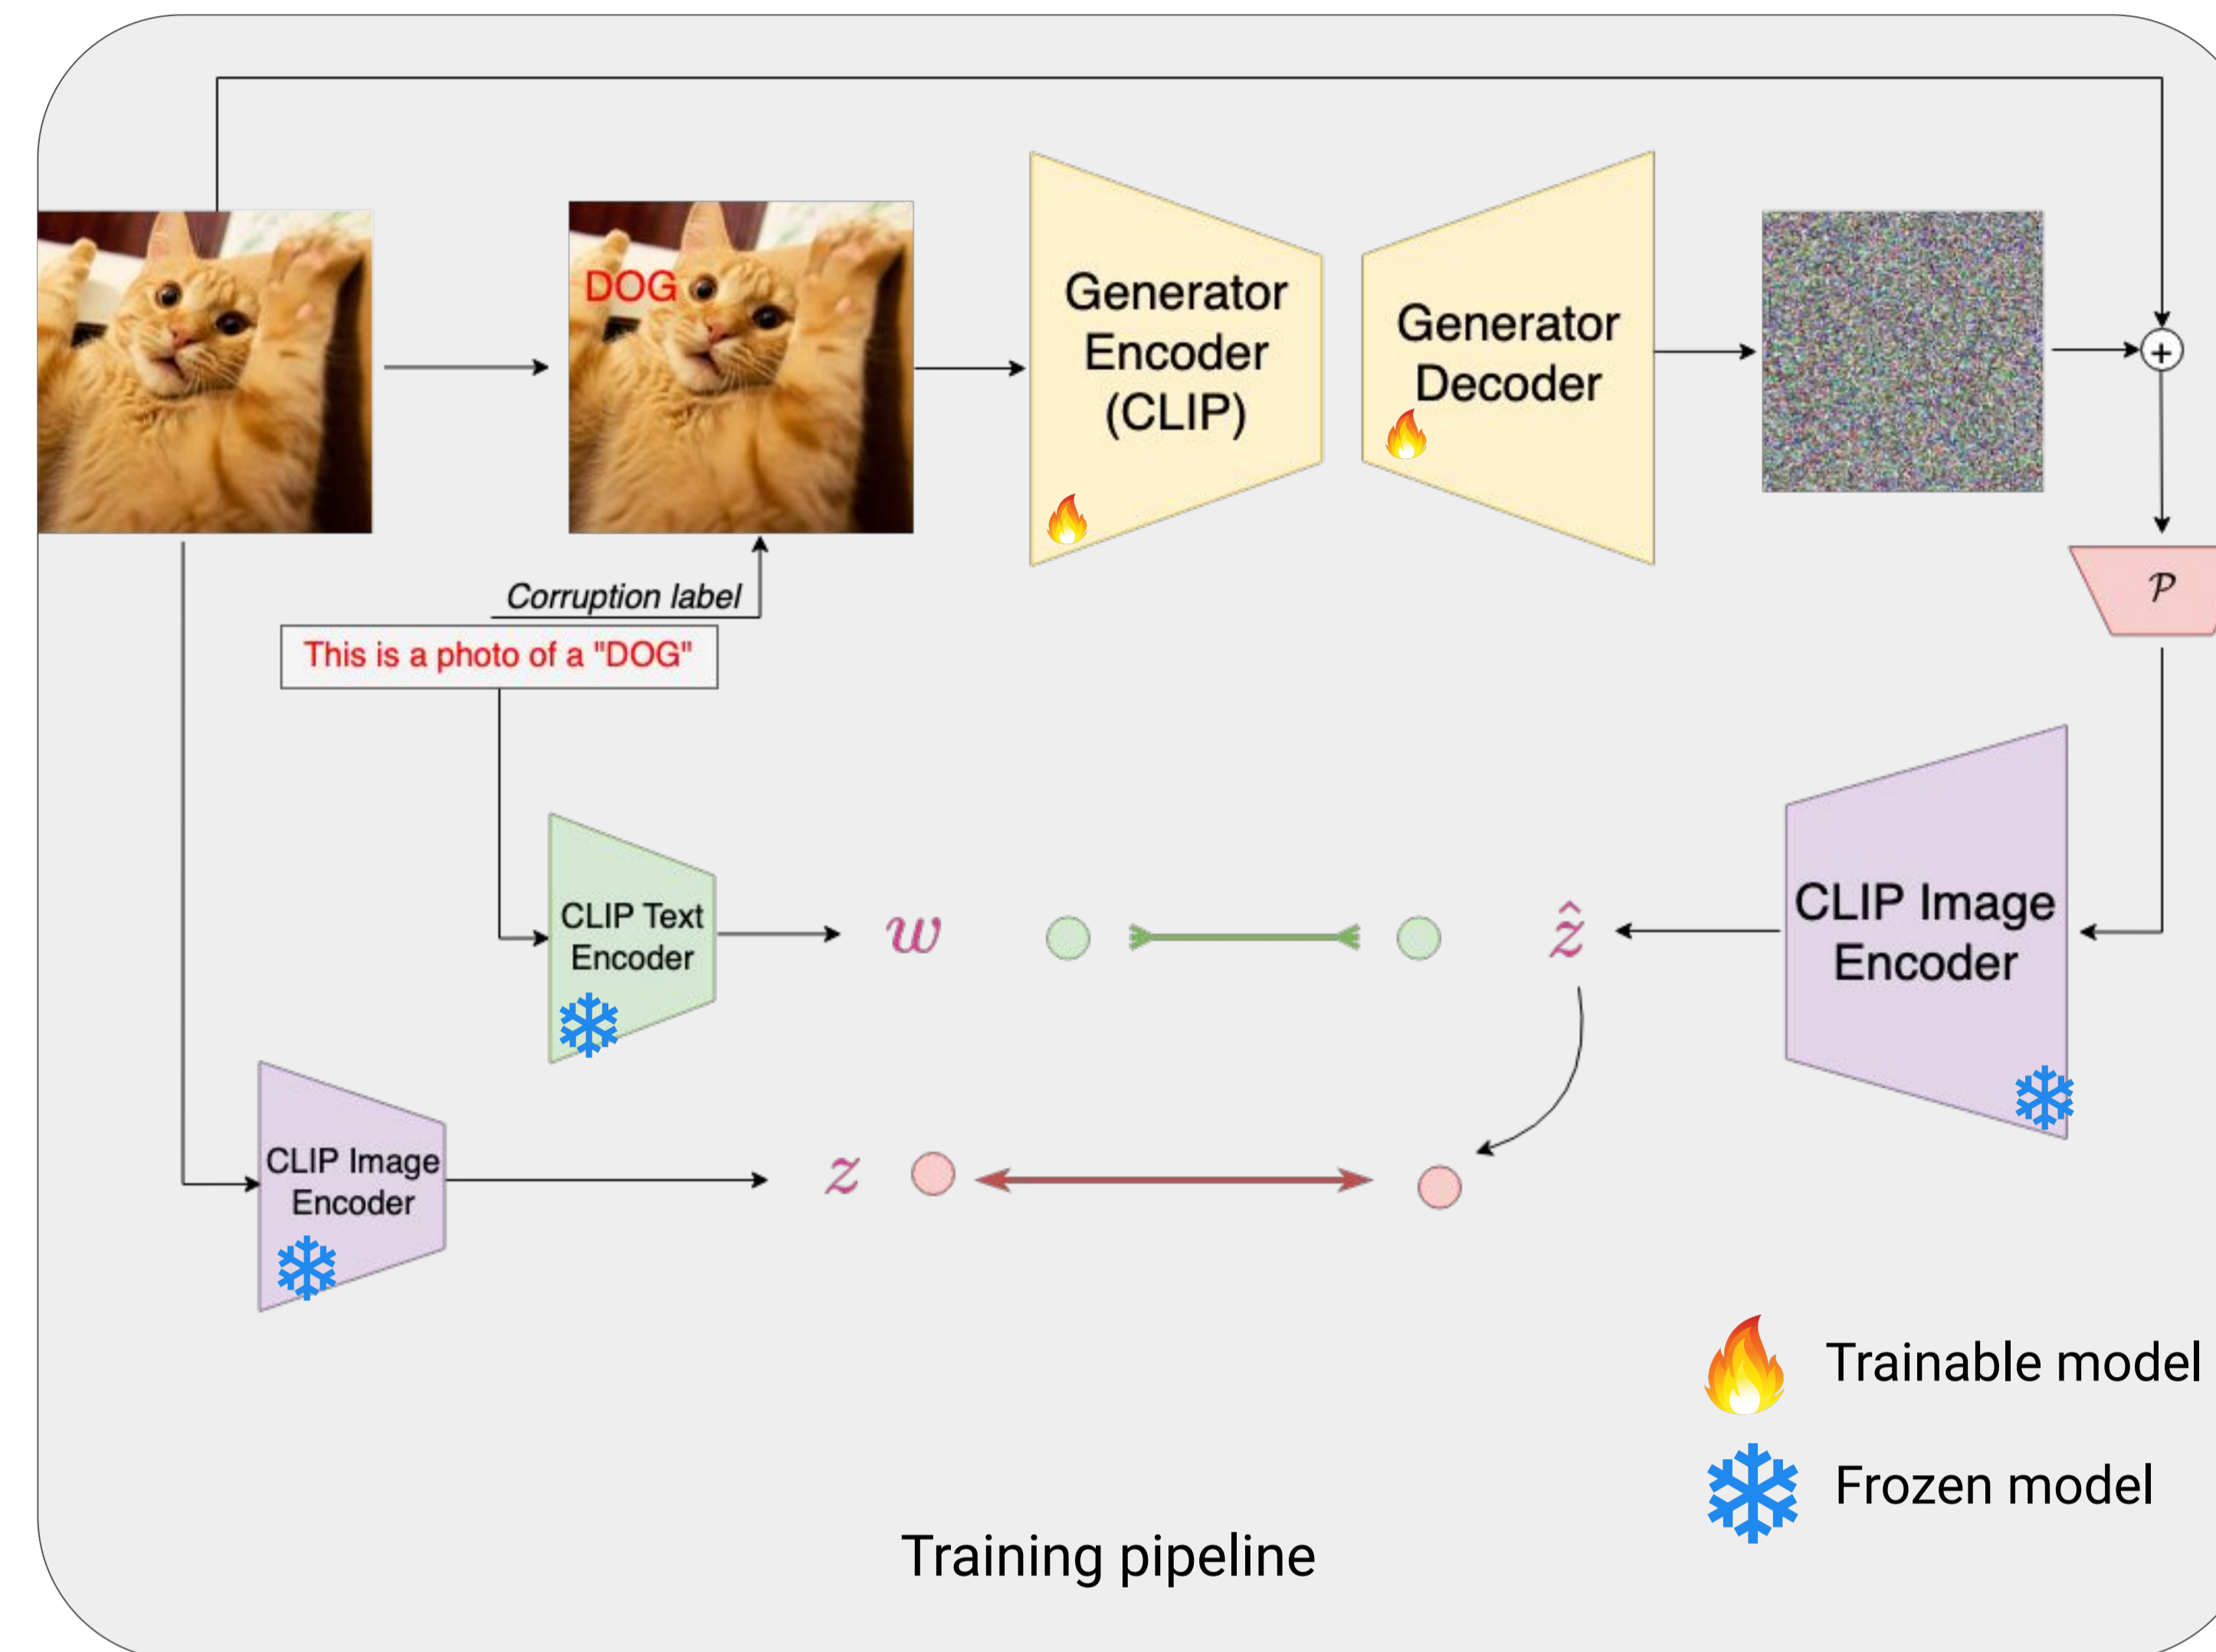 DOG
Generator
Encoder
(CLIP)
Generator
Decoder
+
Corruption label
This is a photo of a "DOG"
𝒫
CLIP Text
Encoder
w
ẑ
CLIP Image
Encoder
CLIP Image
Encoder
z
Trainable model
Frozen model
Training pipeline